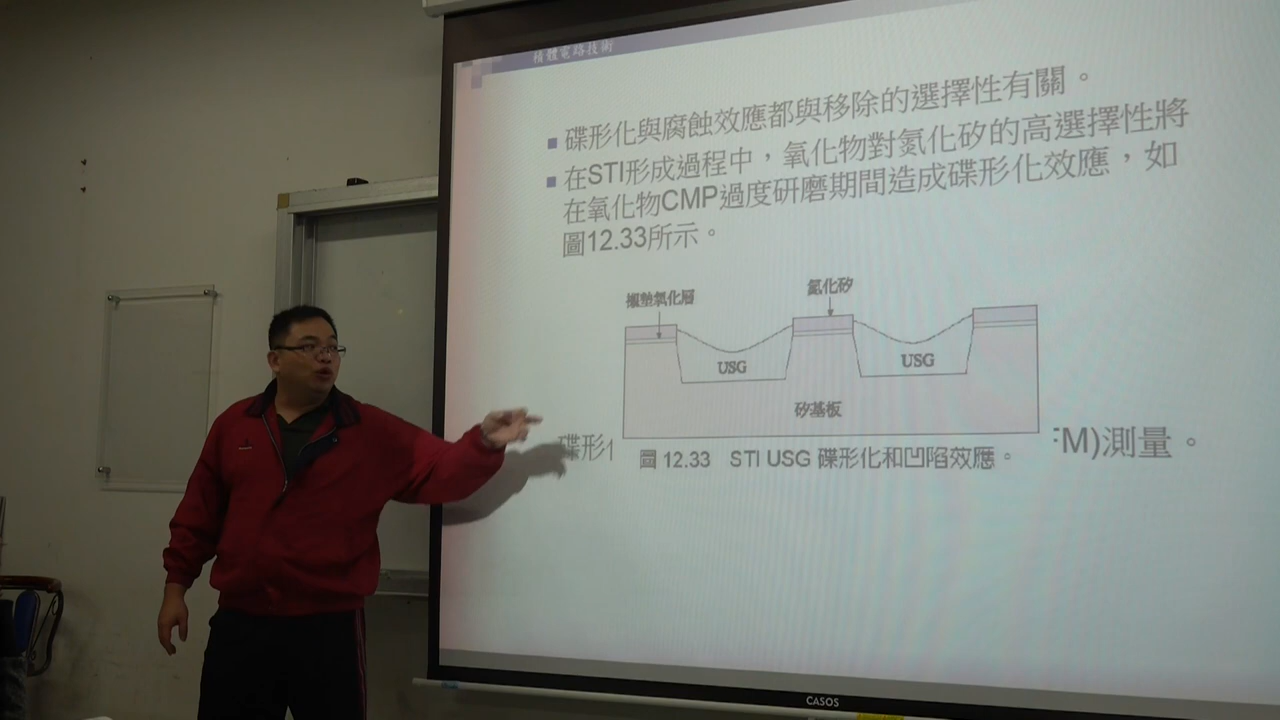 積體電路技術
碟形化與腐蝕效應都與移除的選擇性有關。
在STI形成過程中，氧化物對氮化矽的高選擇性將
在氧化物CMP過度研磨期間造成碟形化效應，如
圖12.33所示。
襯墊氧化層
氮化矽
USG
USG
矽基板
碟形
圖 12.33 STI USG 碟形化和凹陷效應。
M)測量。
CASOS